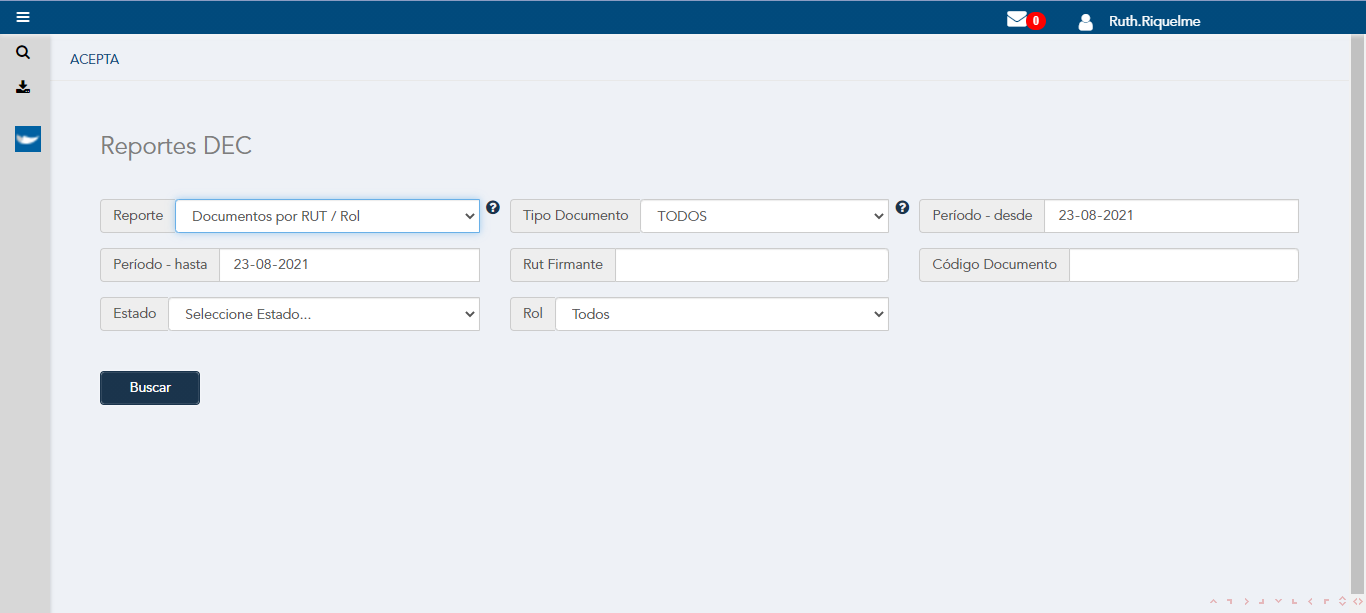 0 Ruth.Riquelme
ACEPTA
Reportes DEC
Reporte Documentos por RUT / Rol Tipo Documento TODOS Período - desde 23-08-2021
Período - hasta 23-08-2021 Rut Firmante Código Documento
Estado Seleccione Estado... Rol Todos
Buscar